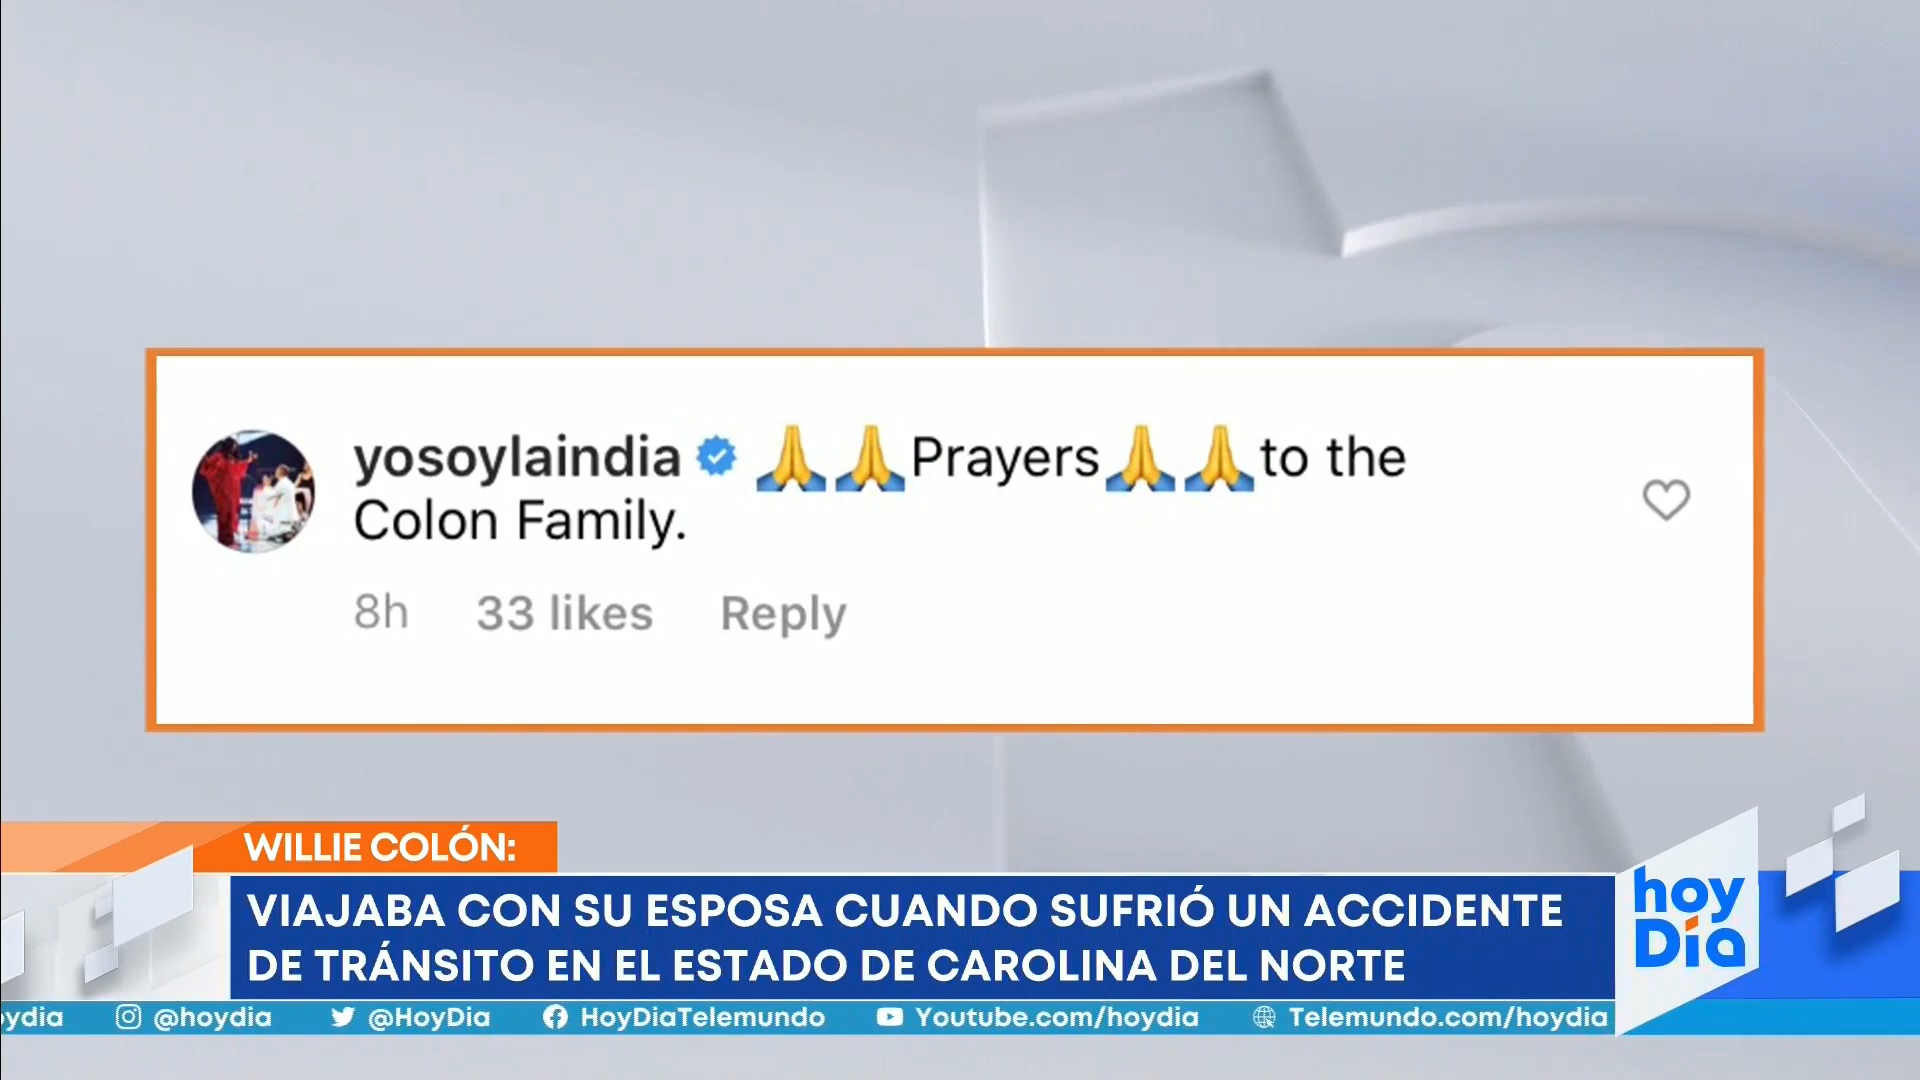 yosoylaindia 🙏🙏Prayers🙏🙏to the
Colon Family.
8h 33 likes Reply
WILLIE COLÓN:
VIAJABA CON SU ESPOSA CUANDO SUFRIÓ UN ACCIDENTE
DE TRÁNSITO EN EL ESTADO DE CAROLINA DEL NORTE
hoy
Día
ydia @hoydia @HoyDia HoyDiaTelemundo Youtube.com/hoydia Telemundo.com/hoydia